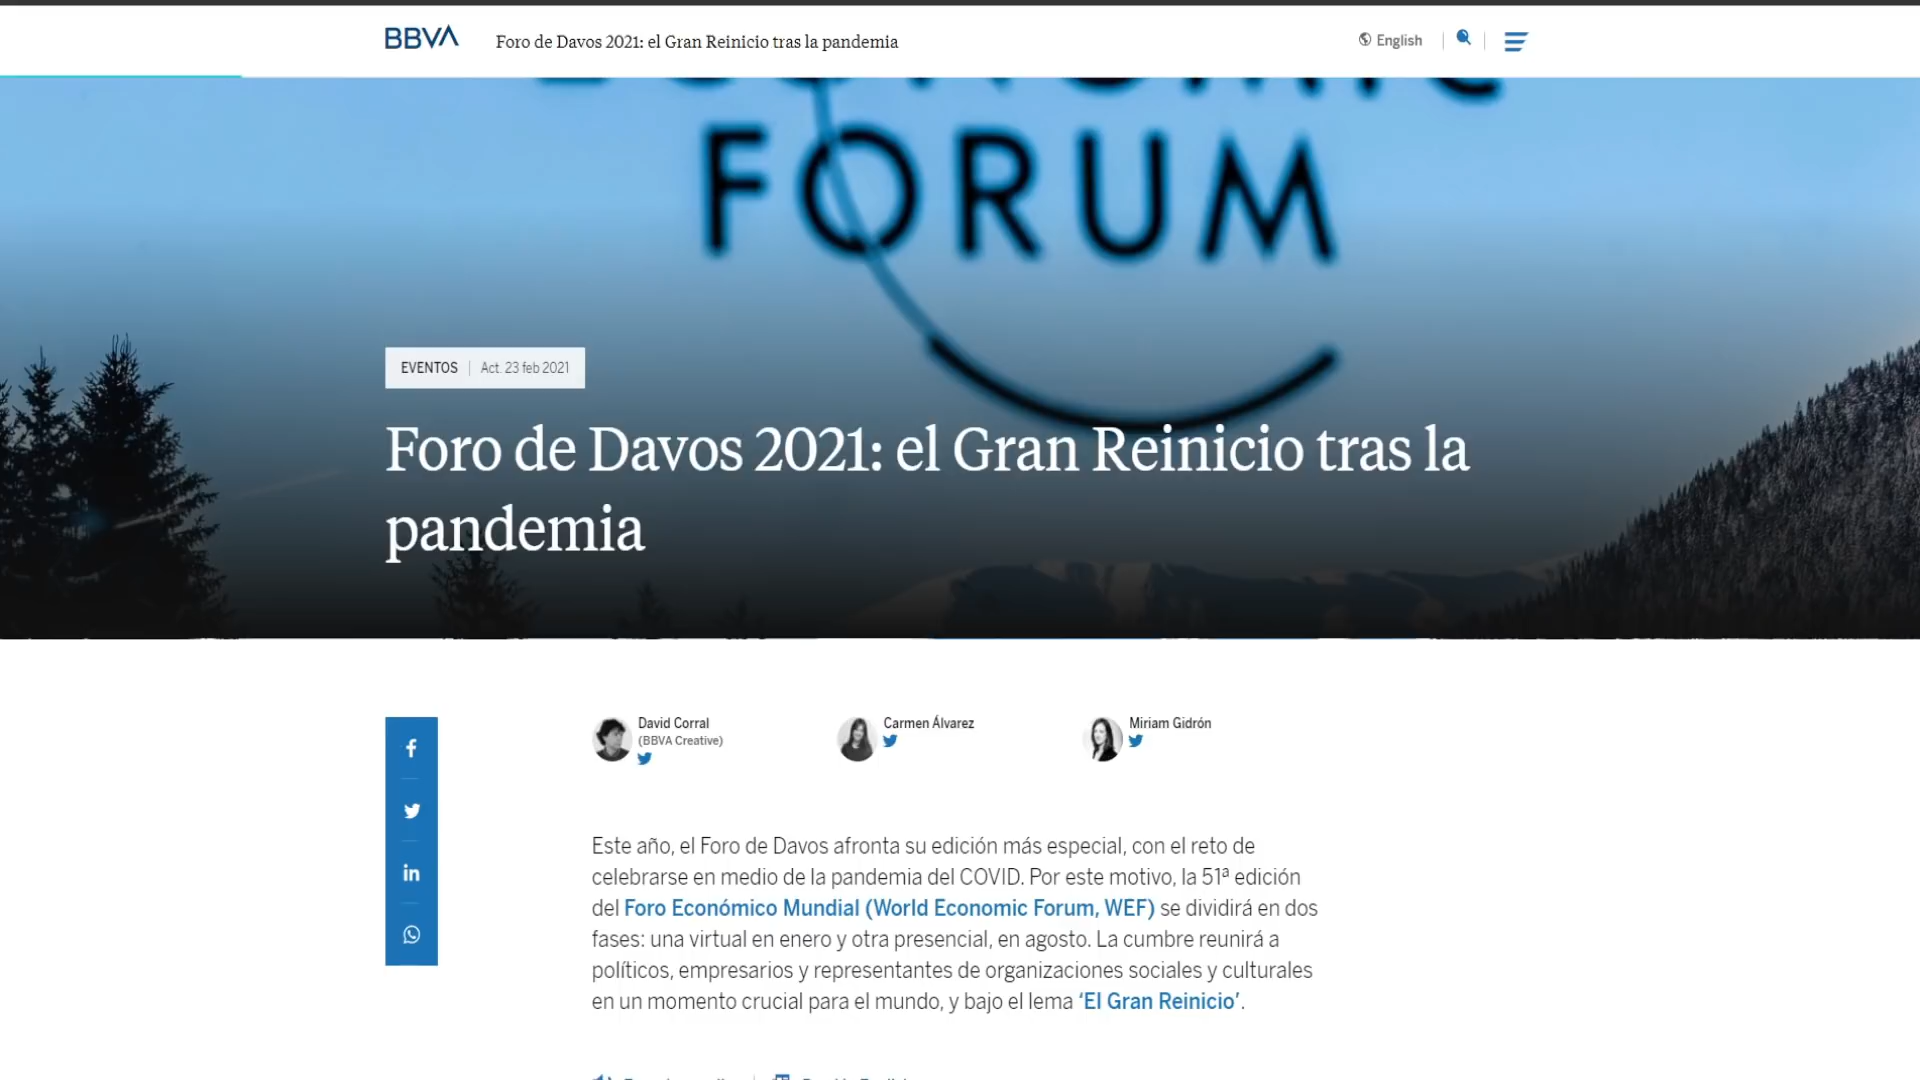 BBVA
Foro de Davos 2021: el Gran Reinicio tras la pandemia
English
FORUM
EVENTOS
Act. 23 feb 2021
Foro de Davos 2021: el Gran Reinicio tras la
pandemia
David Corral
(BBVA Creative)
Carmen Álvarez
Miriam Gidrón
Este año, el Foro de Davos afronta su edición más especial, con el reto de
celebrarse en medio de la pandemia del COVID. Por este motivo, la 51ª edición
del Foro Económico Mundial (World Economic Forum, WEF) se dividirá en dos
fases: una virtual en enero y otra presencial, en agosto. La cumbre reunirá a
políticos, empresarios y representantes de organizaciones sociales y culturales
en un momento crucial para el mundo, y bajo el lema ‘El Gran Reinicio’.